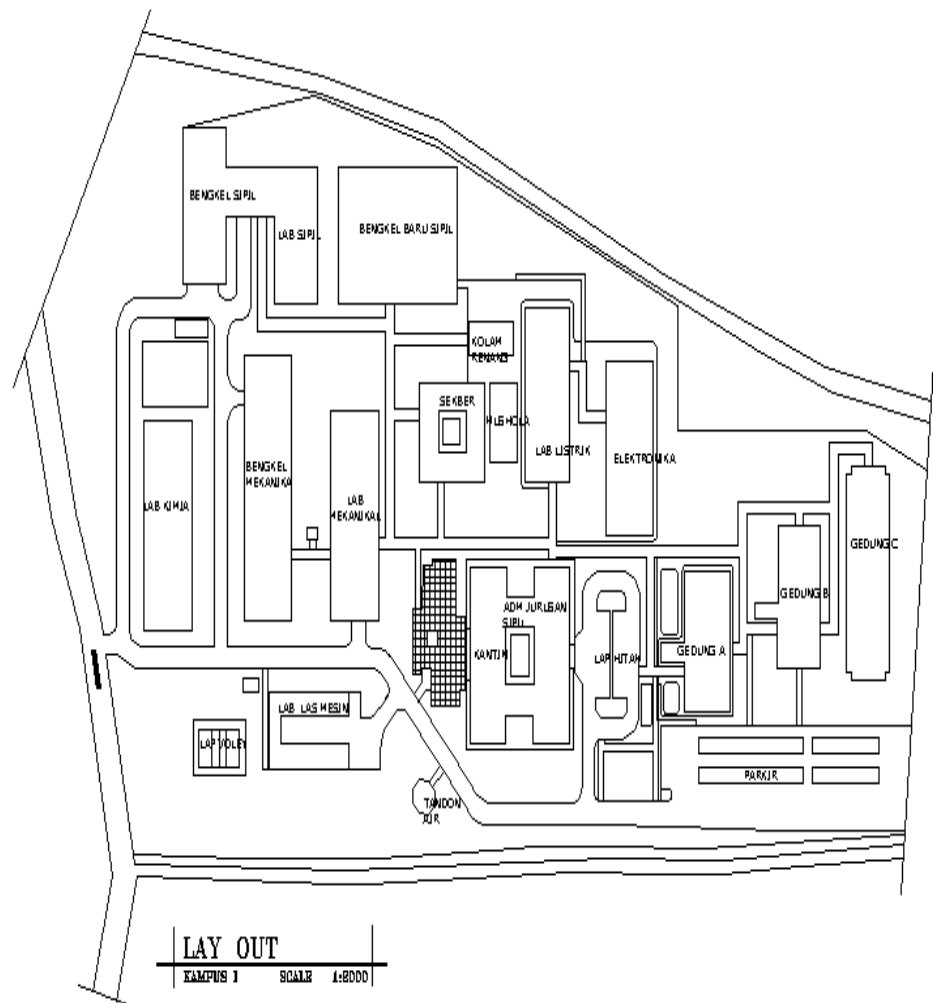 BENGKEL SIPIL
LAB SIPIL
BENGKEL BARU SIPIL
KOLAM
RENANG
SEKBER
MUSHOLA
LAB LISTRIK
ELEKTRONIKA
BENGKEL
MEKANIKA
LAB
MEKANIKAL
LAB KIMIA
GEDUNG C
GEDUNG B
ADM JURUSAN
SIPIL
KANTIN
LAP HITAM
GEDUNG A
LAB LAS MESIN
LAP VOLEY
PARKIR
TANDON
AIR
LAY OUT
KAMPUS I SCALE 1:2000